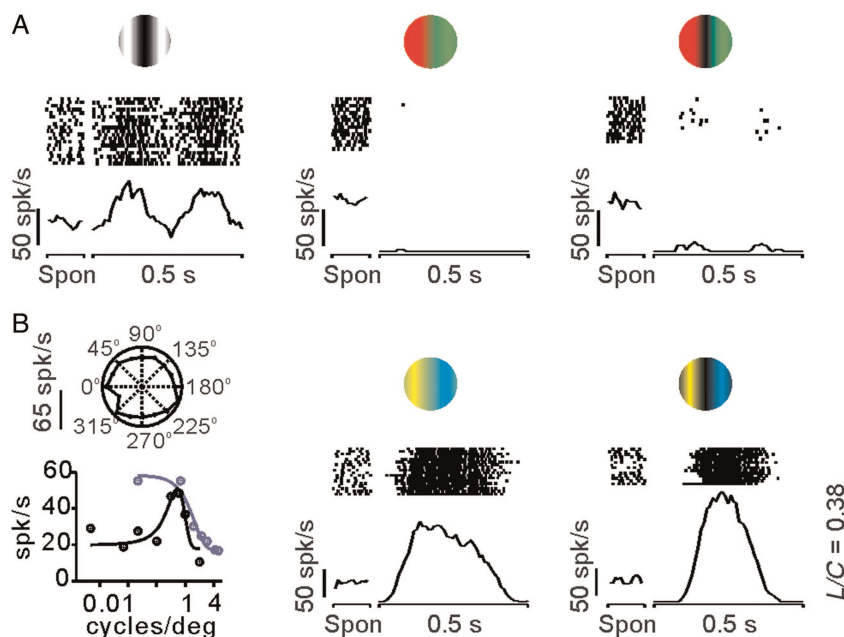 A
50 spk/s
Spon 0.5 s
50 spk/s
Spon 0.5 s
50 spk/s
Spon 0.5 s
B
90°
45° 135°
0° 180°
315° 225°
270°
65 spk/s
60
40
20
0
spk/s
0.01 1 4
cycles/deg
50 spk/s
Spon 0.5 s
50 spk/s
Spon 0.5 s
L/C = 0.38